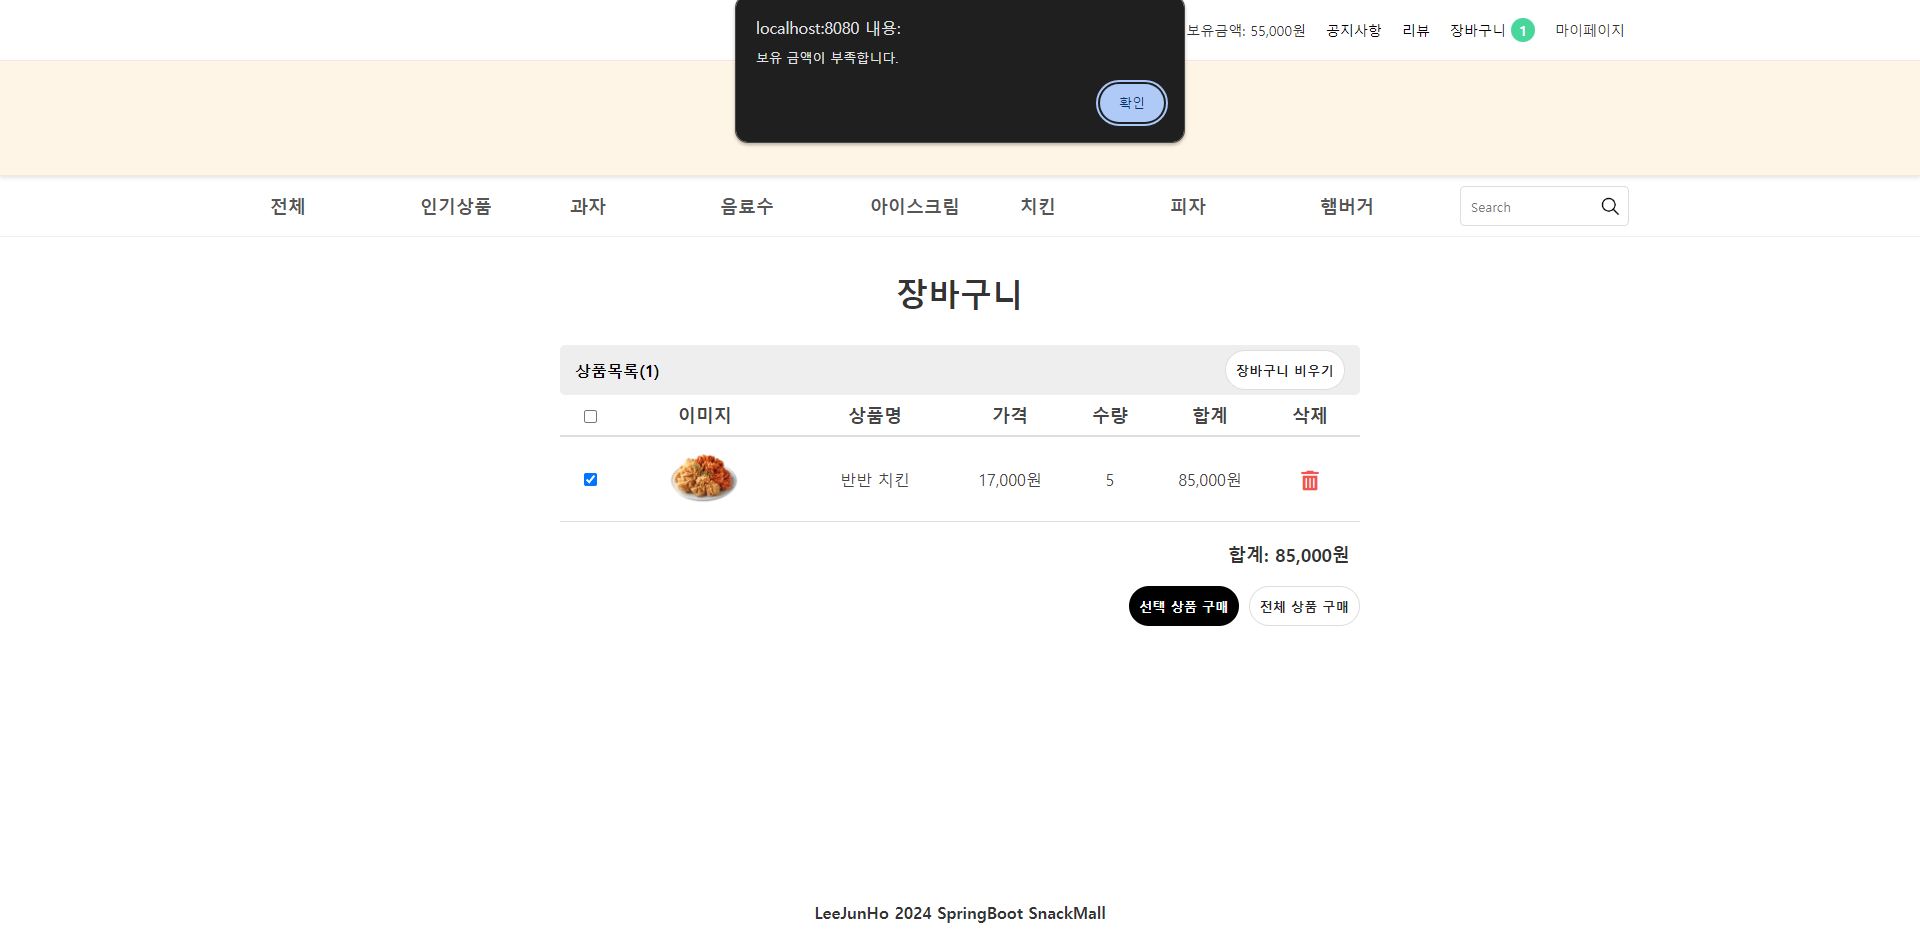 localhost:8080 내용:
보유 금액이 부족합니다.
확인
보유금액: 55,000원 공지사항 리뷰 장바구니 1 마이페이지
전체 인기상품 과자 음료수 아이스크림 치킨 피자 햄버거 Search
장바구니
상품목록(1) 장바구니 비우기
이미지 상품명 가격 수량 합계 삭제
반반 치킨 17,000원 5 85,000원
합계: 85,000원
선택 상품 구매 전체 상품 구매
LeeJunHo 2024 SpringBoot SnackMall